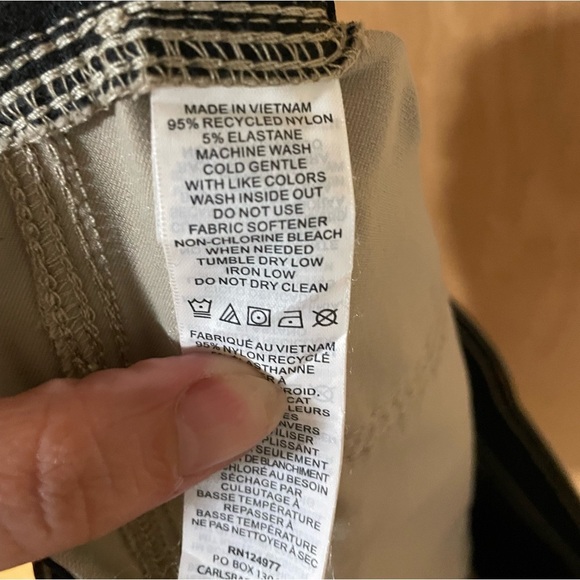 MADE IN VIETNAM
95% RECYCLED NYLON
5% ELASTANE
MACHINE WASH
COLD GENTLE
WITH LIKE COLORS
WASH INSIDE OUT
DO NOT USE
FABRIC SOFTENER
NON-CHLORINE BLEACH
WHEN NEEDED
TUMBLE DRY LOW
IRON LOW
DO NOT DRY CLEAN
FABRIQUÉ AU VIETNAM
95% NYLON RECYCLÉ
À
SEULEMENT
DE BLANCHIMENT
CHLORÉ AU BESOIN
SÉCHAGE PAR
CULBUTAGE À
BASSE TEMPÉRATURE
REPASSER À
BASSE TEMPÉRATURE
NE PAS NETTOYER À SEC
RN124977
PO BOX